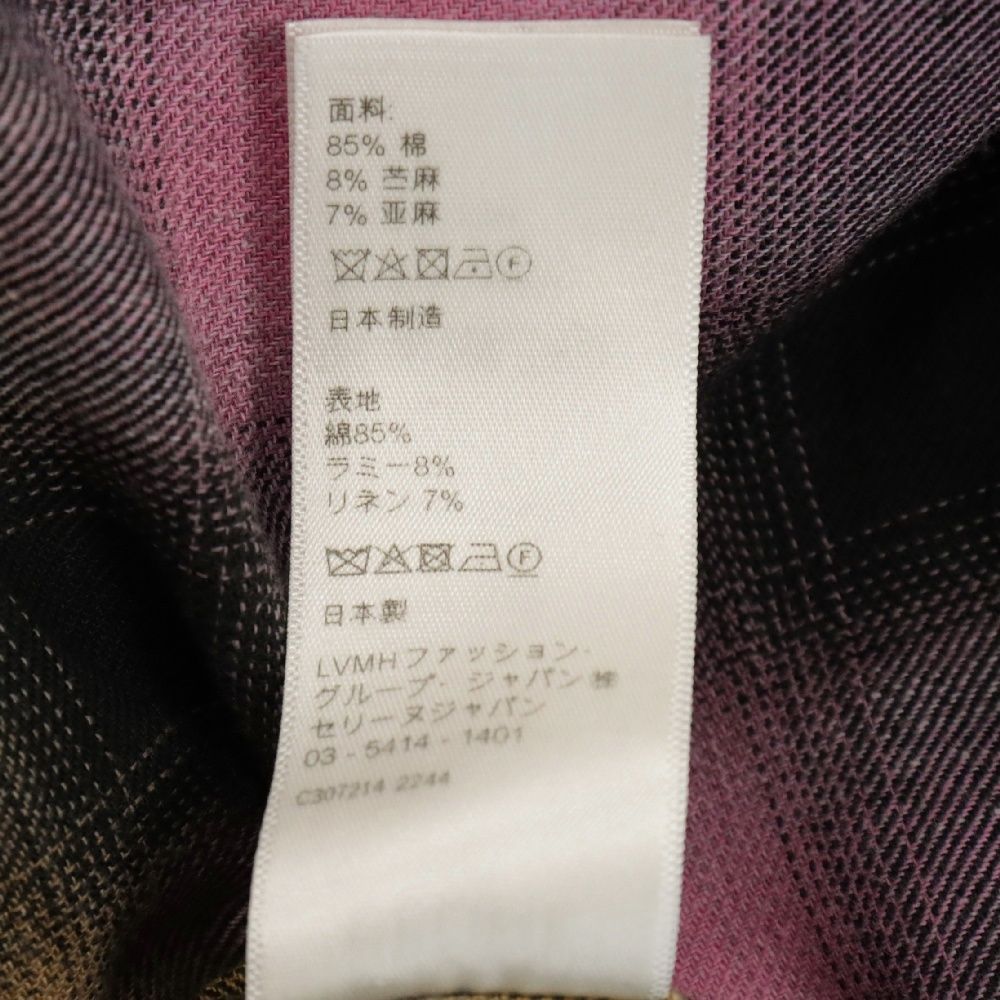 面料:
85% 棉
8% 苎麻
7% 亚麻
F
日本制造
表地
綿85%
ラミー8%
リネン 7%
F
日本製
LVMHファッション・
グループ・ジャパン㈱
セリーヌジャパン
03 - 5414 - 1401
C307214 2244